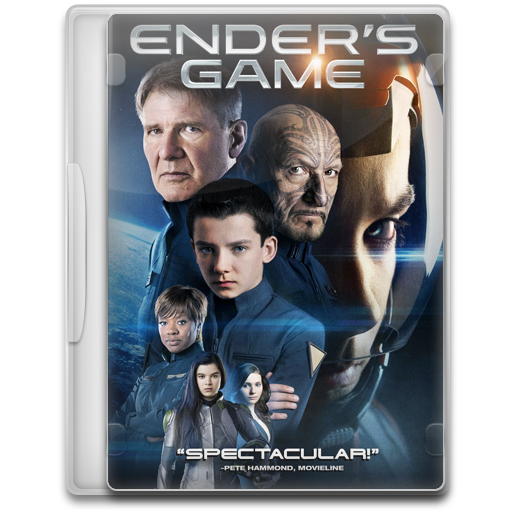 ENDER'S
GAME
"SPECTACULAR!"
–PETE HAMMOND, MOVIELINE